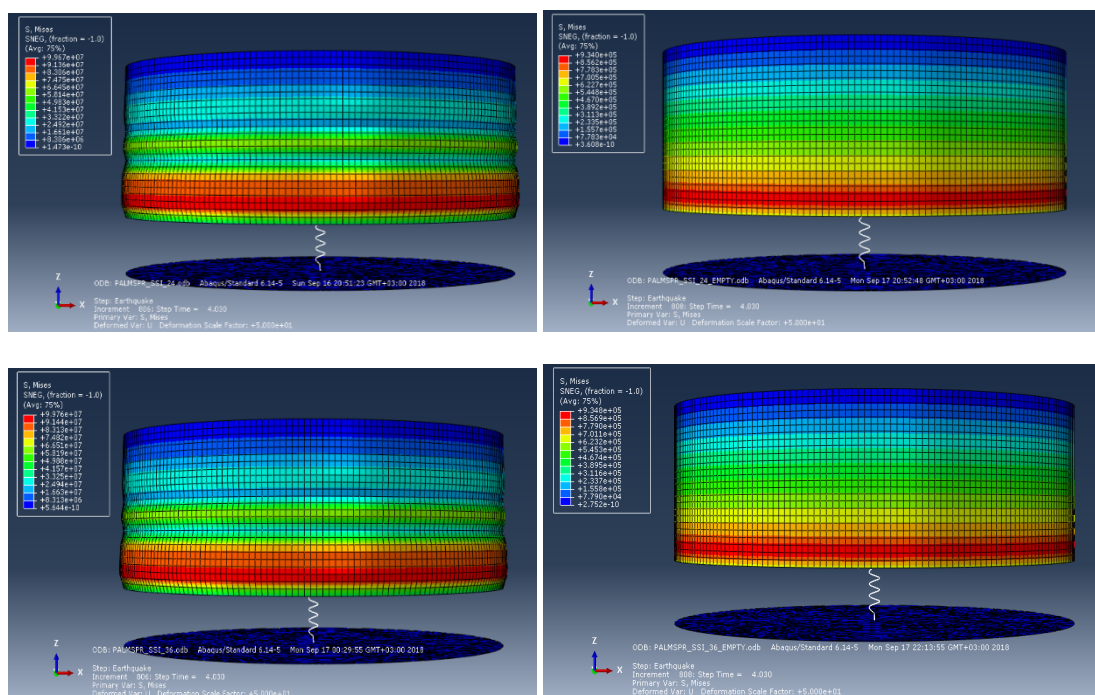 S, Mises
SNEG, (fraction = -1.0)
(Avg: 75%)
+9.967e+07
+9.136e+07
+8.306e+07
+7.475e+07
+6.645e+07
+5.814e+07
+4.983e+07
+4.153e+07
+3.322e+07
+2.492e+07
+1.661e+07
+8.306e+06
+1.473e-10
Z
X
ODB: PALMSPR_SSI_24.odb Abaqus/Standard 6.14-5 Sun Sep 16 20:51:23 GMT+03:00 2018
Step: Earthquake
Increment 806: Step Time = 4.030
Primary Var: S, Mises
Deformed Var: U Deformation Scale Factor: +5.000e+01
S, Mises
SNEG, (fraction = -1.0)
(Avg: 75%)
+9.340e+05
+8.562e+05
+7.783e+05
+7.005e+05
+6.227e+05
+5.448e+05
+4.670e+05
+3.892e+05
+3.113e+05
+2.335e+05
+1.557e+05
+7.783e+04
+3.608e-10
Z
X
ODB: PALMSPR_SSI_24_EMPTY.odb Abaqus/Standard 6.14-5 Mon Sep 17 20:52:48 GMT+03:00 2018
Step: Earthquake
Increment 808: Step Time = 4.030
Primary Var: S, Mises
Deformed Var: U Deformation Scale Factor: +5.000e+01
S, Mises
SNEG, (fraction = -1.0)
(Avg: 75%)
+9.976e+07
+9.144e+07
+8.313e+07
+7.482e+07
+6.651e+07
+5.819e+07
+4.988e+07
+4.157e+07
+3.325e+07
+2.494e+07
+1.663e+07
+8.313e+06
+5.644e-10
Z
X
ODB: PALMSPR_SSI_36.odb Abaqus/Standard 6.14-5 Mon Sep 17 00:29:55 GMT+03:00 2018
Step: Earthquake
Increment 806: Step Time = 4.030
Primary Var: S, Mises
Deformed Var: U Deformation Scale Factor: +5.000e+01
S, Mises
SNEG, (fraction = -1.0)
(Avg: 75%)
+9.348e+05
+8.569e+05
+7.790e+05
+7.011e+05
+6.232e+05
+5.453e+05
+4.674e+05
+3.895e+05
+3.116e+05
+2.337e+05
+1.558e+05
+7.790e+04
+2.752e-10
Z
X
ODB: PALMSPR_SSI_36_EMPTY.odb Abaqus/Standard 6.14-5 Mon Sep 17 22:13:55 GMT+03:00 2018
Step: Earthquake
Increment 808: Step Time = 4.030
Primary Var: S, Mises
Deformed Var: U Deformation Scale Factor: +5.000e+01